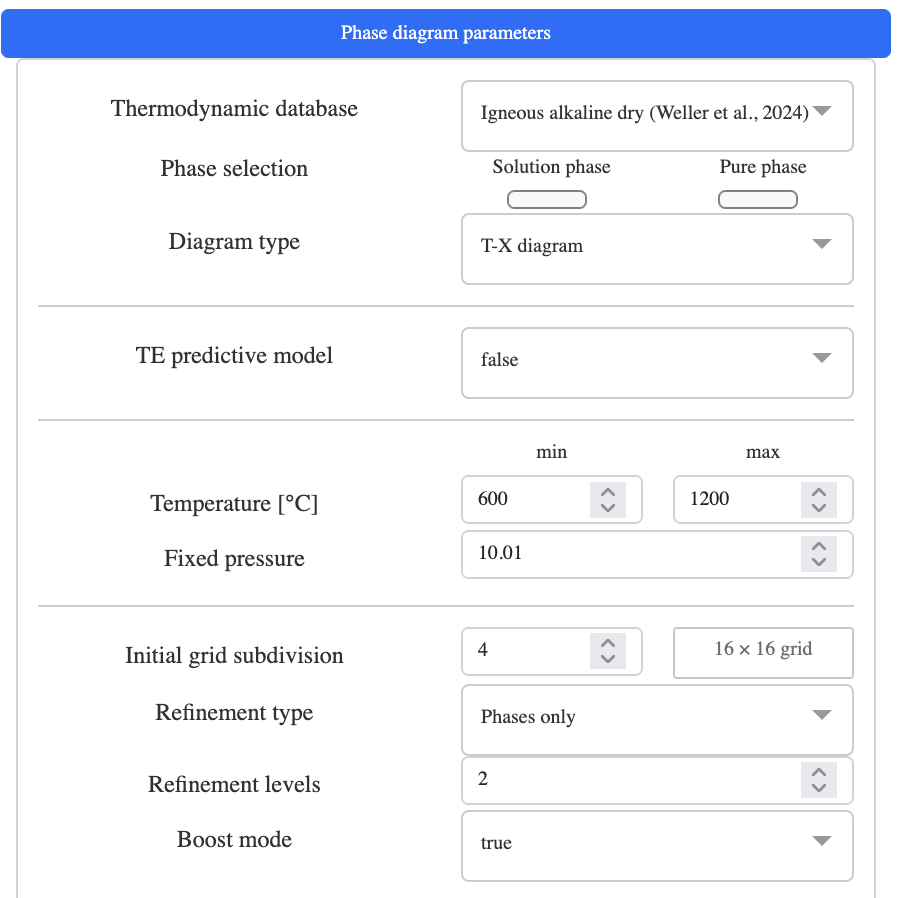 Phase diagram parameters
Thermodynamic database
Igneous alkaline dry (Weller et al., 2024)
Phase selection
Solution phase
Pure phase
Diagram type
T-X diagram
TE predictive model
false
min
max
Temperature [°C]
600
1200
Fixed pressure
10.01
Initial grid subdivision
4
16 × 16 grid
Refinement type
Phases only
Refinement levels
2
Boost mode
true